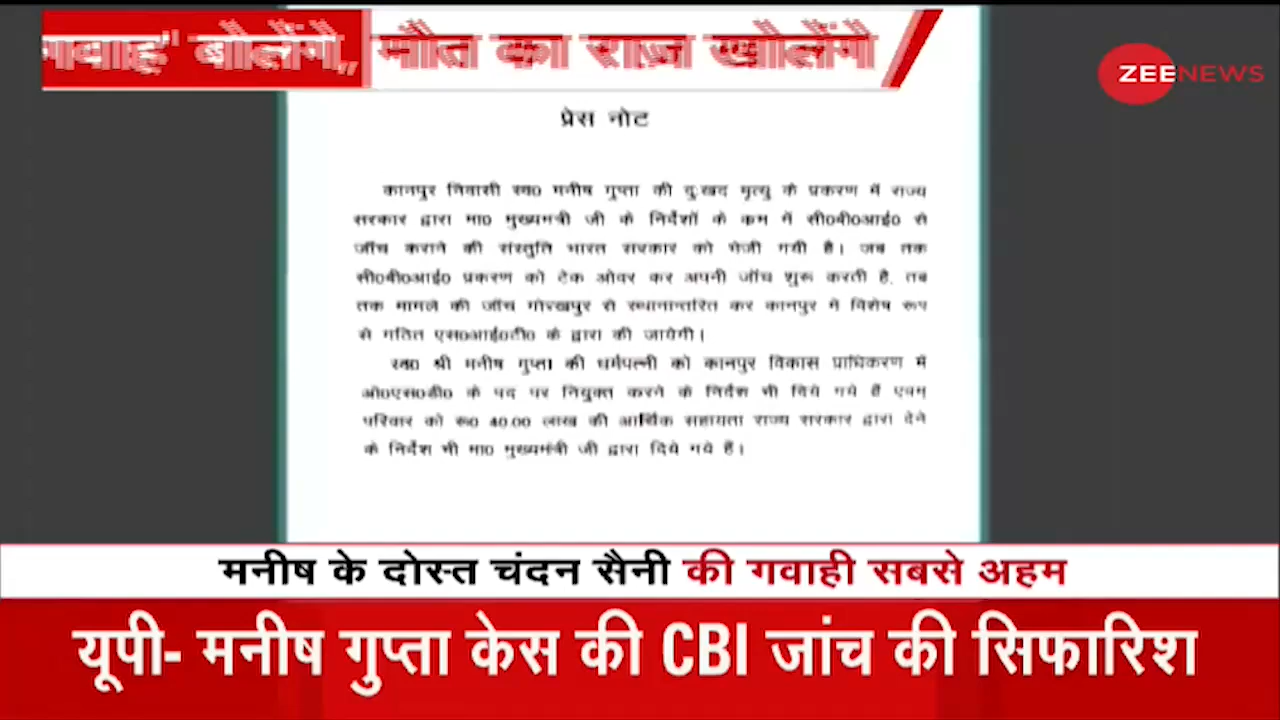 गवाह' बोलेंगे, मौत का राज़ खोलेंगे
ZEE NEWS
प्रेस नोट
कानपुर निवासी स्व0 मनीष गुप्ता की दुःखद मृत्यु के प्रकरण में राज्य
सरकार द्वारा मा0 मुख्यमंत्री जी के निर्देशों के कम में सी0बी0आई0 से
जॉच कराने की संस्तुति भारत सरकार को भेजी गयी है। जब तक
सी0बी0आई0 प्रकरण को टेक ओवर कर अपनी जॉच शुरू करती है, तब
तक मामले की जॉच गोरखपुर से स्थानान्तरित कर कानपुर में विशेष रूप
से गठित एस0आई0टी0 के द्वारा की जायेगी।
स्व0 श्री मनीष गुप्ता की धर्मपत्नी को कानपुर विकास प्राधिकरण में
ओ0एस0डी0 के पद पर नियुक्त करने के निर्देश भी दिये गये हैं एवम्
परिवार को रू0 40.00 लाख की आर्थिक सहायता राज्य सरकार द्वारा देने
के निर्देश भी मा0 मुख्यमंत्री जी द्वारा दिये गये हैं।
मनीष के दोस्त चंदन सैनी की गवाही सबसे अहम
यूपी- मनीष गुप्ता केस की CBI जांच की सिफारिश